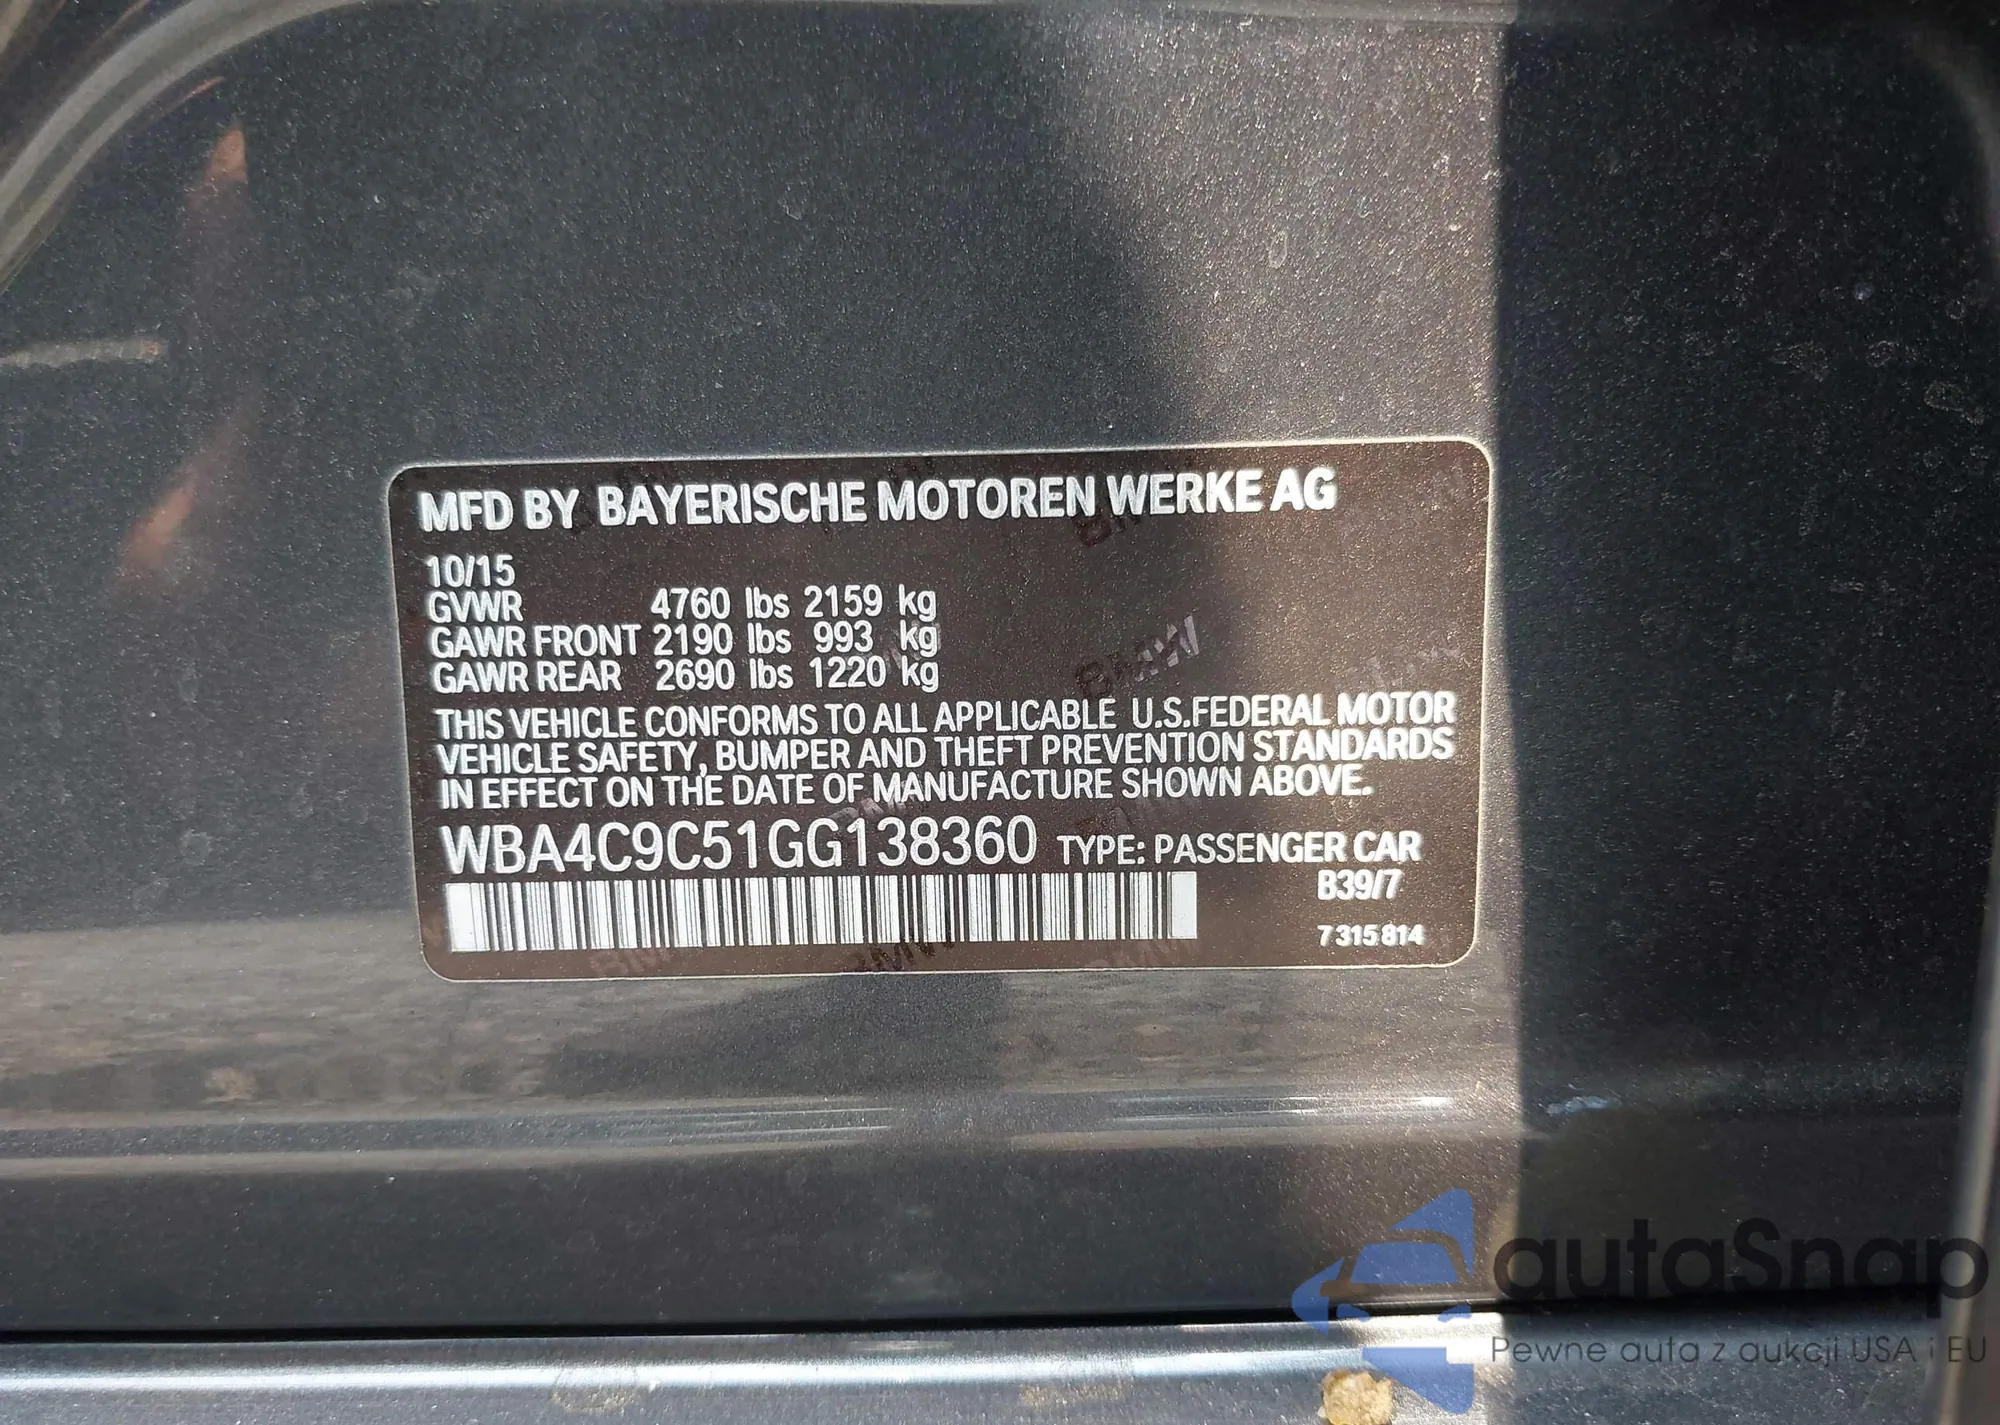 MFD BY BAYERISCHE MOTOREN WERKE AG
10/15
GVWR 4760 lbs 2159 kg
GAWR FRONT 2190 lbs 993 kg
GAWR REAR 2690 lbs 1220 kg
THIS VEHICLE CONFORMS TO ALL APPLICABLE U.S.FEDERAL MOTOR
VEHICLE SAFETY, BUMPER AND THEFT PREVENTION STANDARDS
IN EFFECT ON THE DATE OF MANUFACTURE SHOWN ABOVE.
WBA4C9C51GG138360 TYPE: PASSENGER CAR
B39/7
7 315 814
BMW
autaSnap
Pewne auta z aukcji USA i EU